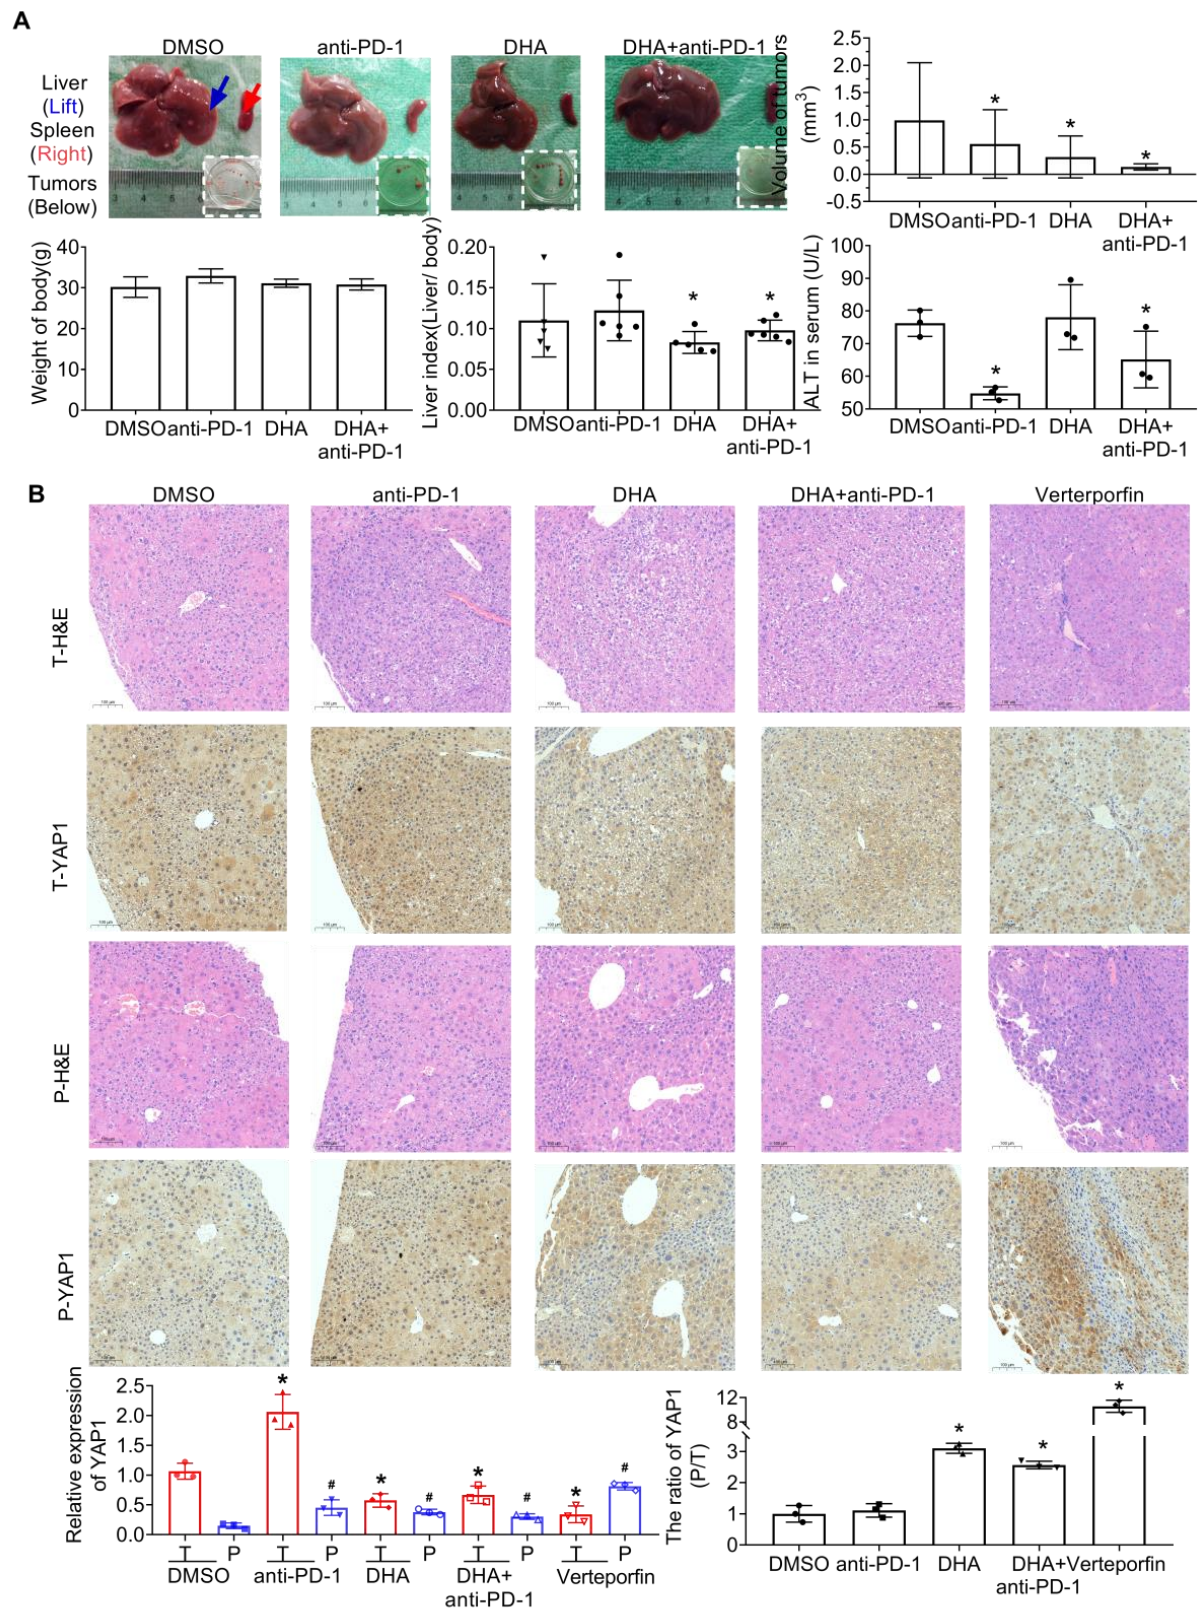 A
DMSO
anti-PD-1
DHA
DHA+anti-PD-1
Liver
(Lift)
Spleen
(Right)
Tumors
(Below)
Volume of tumors
(mm³)
2.5
2.0
1.5
1.0
0.5
0.0
-0.5
DMSO anti-PD-1 DHA DHA+
anti-PD-1
* * *
Weight of body(g)
40
30
20
10
0
DMSO anti-PD-1 DHA DHA+
anti-PD-1
Liver index(Liver/ body)
0.20
0.15
0.10
0.05
0.00
* *
DMSO anti-PD-1 DHA DHA+
anti-PD-1
ALT in serum (U/L)
100
90
80
70
60
50
* *
DMSO anti-PD-1 DHA DHA+
anti-PD-1
B
DMSO
anti-PD-1
DHA
DHA+anti-PD-1
Verterporfin
T-H&E
T-YAP1
P-H&E
P-YAP1
Relative expression
of YAP1
2.5
2.0
1.5
1.0
0.5
0.0
* # * # * # * #
T P T P T P T P T P
DMSO anti-PD-1 DHA DHA+ Verteporfin
anti-PD-1
The ratio of YAP1
(P/T)
12
8
3
2
1
0
* * *
DMSO anti-PD-1 DHA DHA+ Verteporfin
anti-PD-1